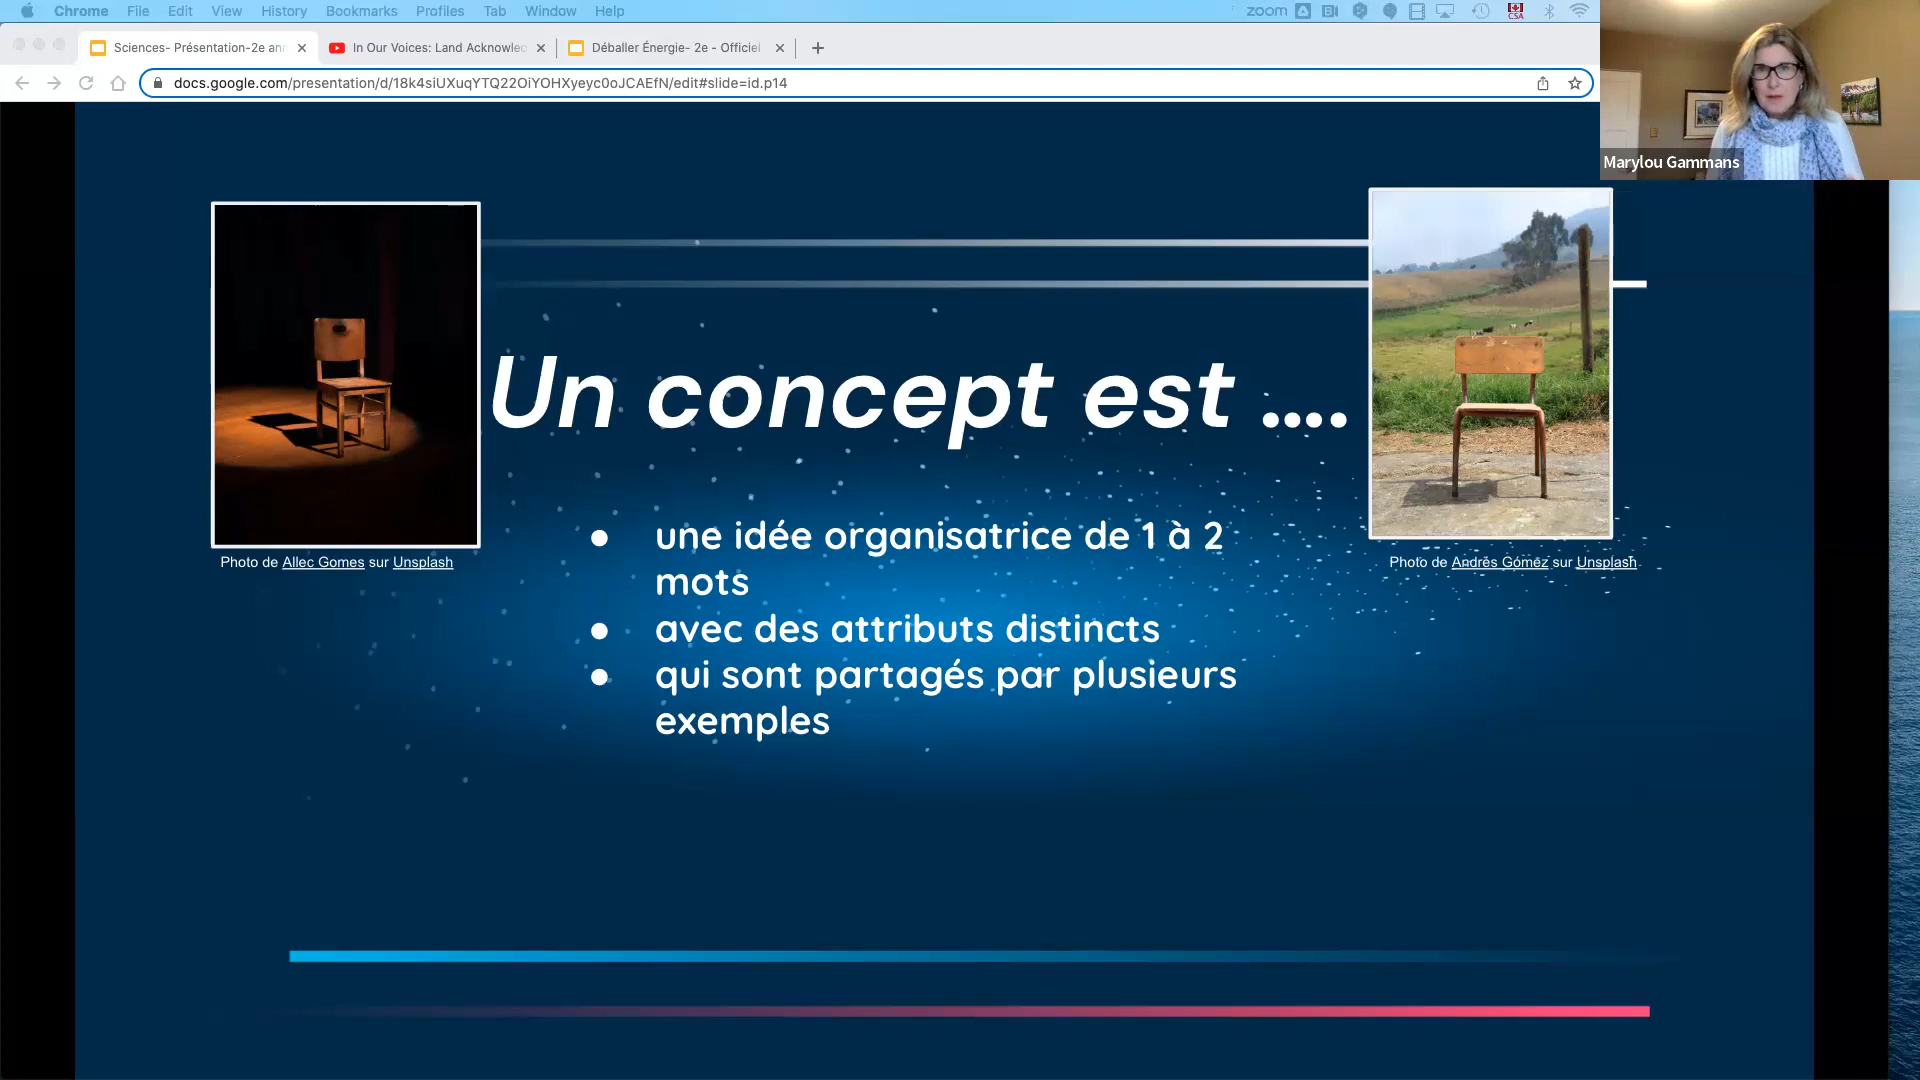 Chrome File Edit View History Bookmarks Profiles Tab Window Help zoom CSA
Sciences- Présentation-2e an
In Our Voices: Land Acknowle
Déballer Énergie- 2e - Officiel
docs.google.com/presentation/d/18k4siUXuqYTQ22OiYOHXyeyc0oJCAEfN/edit#slide=id.p14
Marylou Gammans
Un concept est ....
● une idée organisatrice de 1 à 2
mots
● avec des attributs distincts
● qui sont partagés par plusieurs
exemples
Photo de Allec Gomes sur Unsplash
Photo de Andrés Gómez sur Unsplash